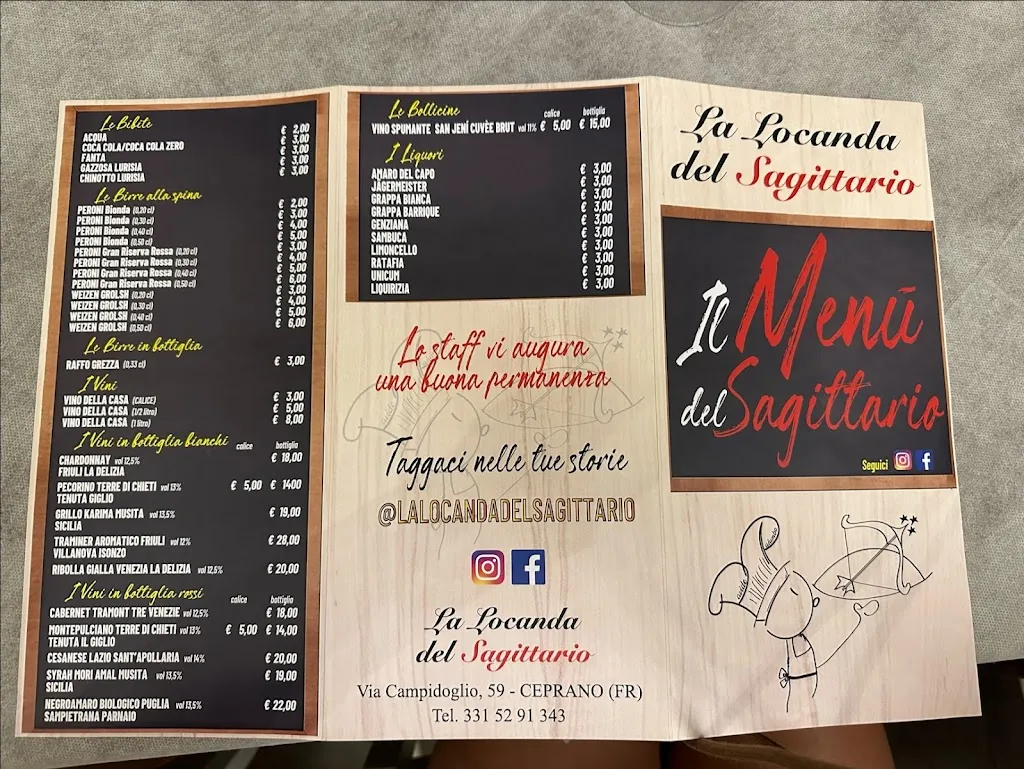 Le Bibite
ACQUA € 2,00
COCA COLA/COCA COLA ZERO € 3,00
FANTA € 3,00
GAZZOSA LURISIA € 3,00
CHINOTTO LURISIA € 3,00
Le Birre alla spina
PERONI Bionda (0,20 cl) € 2,00
PERONI Bionda (0,30 cl) € 3,00
PERONI Bionda (0,40 cl) € 4,00
PERONI Bionda (0,50 cl) € 5,00
PERONI Gran Riserva Rossa (0,20 cl) € 3,00
PERONI Gran Riserva Rossa (0,30 cl) € 4,00
PERONI Gran Riserva Rossa (0,40 cl) € 5,00
PERONI Gran Riserva Rossa (0,50 cl) € 6,00
WEIZEN GROLSH (0,20 cl) € 3,00
WEIZEN GROLSH (0,30 cl) € 4,00
WEIZEN GROLSH (0,40 cl) € 5,00
WEIZEN GROLSH (0,50 cl) € 6,00
Le Birre in bottiglia
RAFFO GREZZA (0,33 cl) € 3,00
I Vini
VINO DELLA CASA (CALICE) € 3,00
VINO DELLA CASA (1/2 litro) € 5,00
VINO DELLA CASA (1 litro) € 8,00
I Vini in bottiglia bianchi calice bottiglia
CHARDONNAY vol 12,5% € 18,00
FRIULI LA DELIZIA
PECORINO TERRE DI CHIETI vol 13% € 5,00 € 1400
TENUTA GIGLIO
GRILLO KARIMA MUSITA vol 13,5% € 19,00
SICILIA
TRAMINER AROMATICO FRIULI vol 12% € 28,00
VILLANOVA ISONZO
RIBOLLA GIALLA VENEZIA LA DELIZIA vol 12,5% € 20,00
I Vini in bottiglia rossi calice bottiglia
CABERNET TRAMONT TRE VENEZIE vol 12,5% € 18,00
MONTEPULCIANO TERRE DI CHIETI vol 13% € 5,00 € 14,00
TENUTA IL GIGLIO
CESANESE LAZIO SANT'APOLLARIA vol 14% € 20,00
SYRAH MORI AMAL MUSITA vol 13,5% € 19,00
SICILIA
NEGROAMARO BIOLOGICO PUGLIA vol 13,5% € 22,00
SAMPIETRANA PARNAIO
Le Bollicine calice bottiglia
VINO SPUMANTE SAN JENÍ CUVÈE BRUT vol 11% € 5,00 € 15,00
I Liquori
AMARO DEL CAPO € 3,00
JÄGERMEISTER € 3,00
GRAPPA BIANCA € 3,00
GRAPPA BARRIQUE € 3,00
GENZIANA € 3,00
SAMBUCA € 3,00
LIMONCELLO € 3,00
RATAFIA € 3,00
UNICUM € 3,00
LIQUIRIZIA € 3,00
Lo staff vi augura
una buona permanenza
Taggaci nelle tue storie
@LALOCANDADELSAGITTARIO
La Locanda
del Sagittario
Via Campidoglio, 59 - CEPRANO (FR)
Tel. 331 52 91 343
La Locanda
del Sagittario
Il Menù
del Sagittario
Seguici